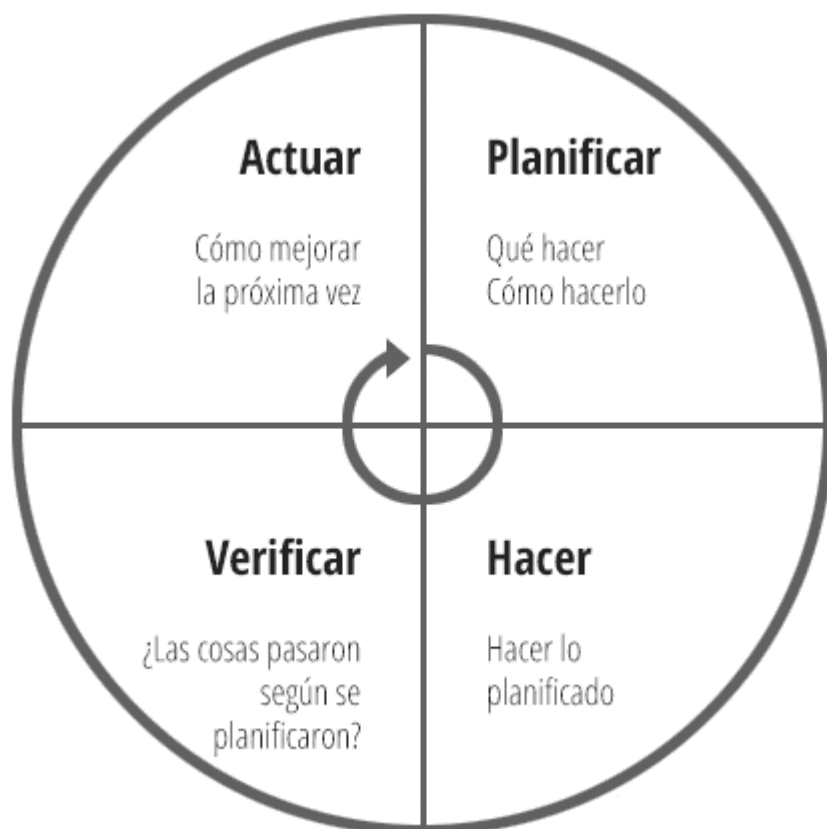 Actuar
Cómo mejorar
la próxima vez
Planificar
Qué hacer
Cómo hacerlo
Verificar
¿Las cosas pasaron
según se
planificaron?
Hacer
Hacer lo
planificado